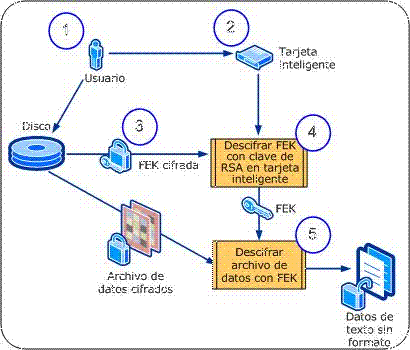 1
2
Usuario
Tarjeta
Inteligente
Disco
3
FEK cifrada
4
Descifrar FEK
con clave de
RSA en tarjeta
inteligente
FEK
5
Archivo de
datos cifrados
Descifrar
archivo de
datos con FEK
Datos de
texto sin
formato